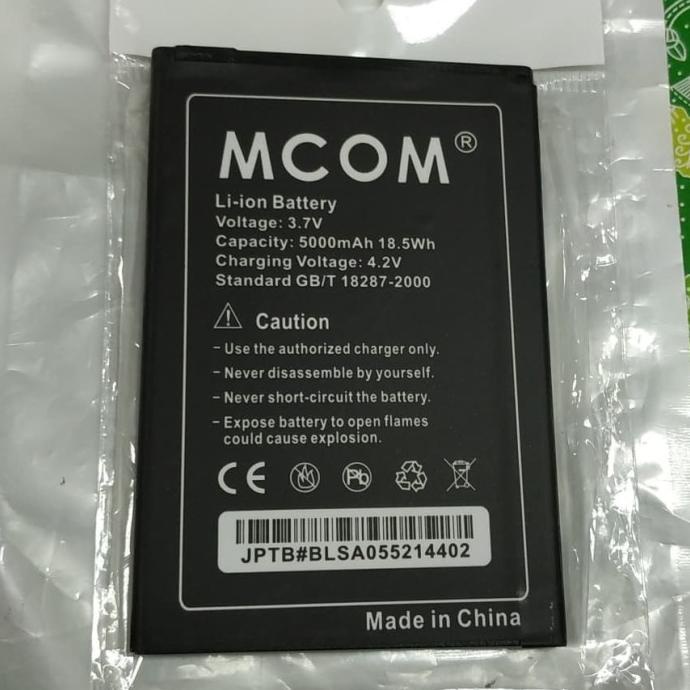 MCOM®
Li-ion Battery
Voltage: 3.7V
Capacity: 5000mAh 18.5Wh
Charging Voltage: 4.2V
Standard GB/T 18287-2000
Caution
- Use the authorized charger only.
- Never disassemble by yourself.
- Never short-circuit the battery.
- Expose battery to open flames
could cause explosion.
CE Pb
JPTB#BLSA055214402
Made in China